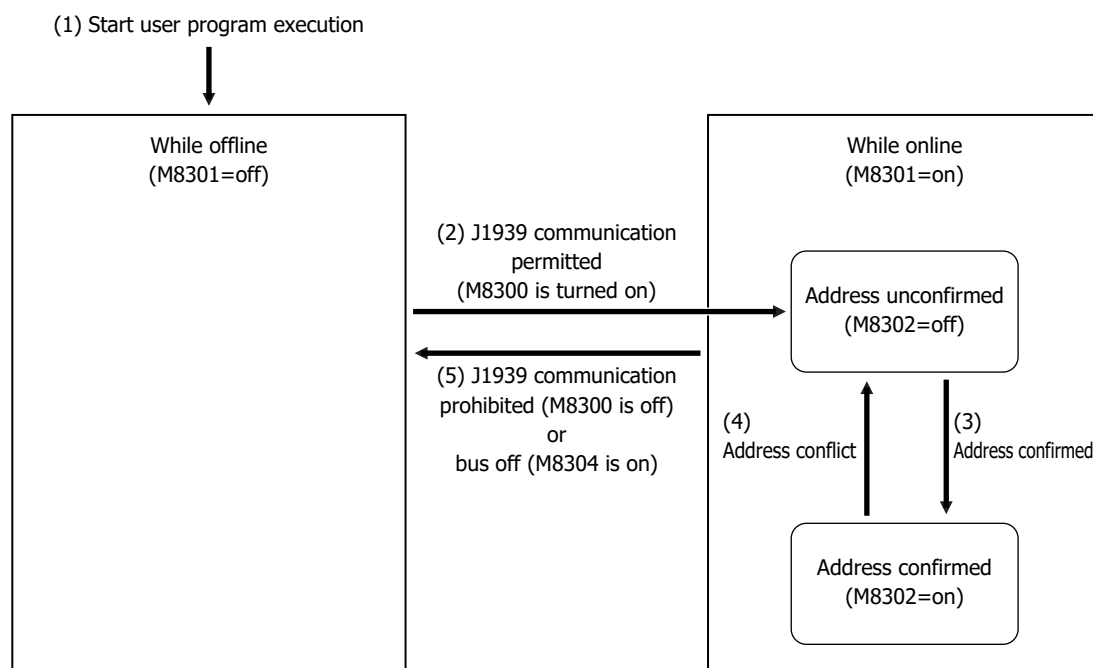 (1) Start user program execution
While offline
(M8301=off)
While online
(M8301=on)
(2) J1939 communication
permitted
(M8300 is turned on)
Address unconfirmed
(M8302=off)
(5) J1939 communication
prohibited (M8300 is off)
or
bus off (M8304 is on)
(4)
Address conflict
(3)
Address confirmed
Address confirmed
(M8302=on)